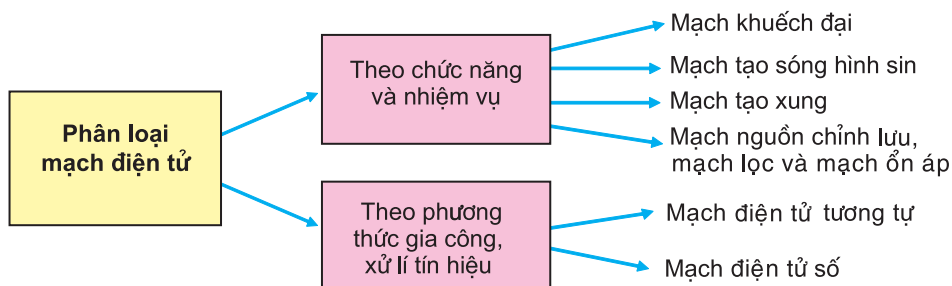 Phân loại
mạch điện tử
Theo chức năng
và nhiệm vụ
Mạch khuếch đại
Mạch tạo sóng hình sin
Mạch tạo xung
Mạch nguồn chỉnh lưu,
mạch lọc và mạch ổn áp
Theo phương
thức gia công,
xử lí tín hiệu
Mạch điện tử tương tự
Mạch điện tử số